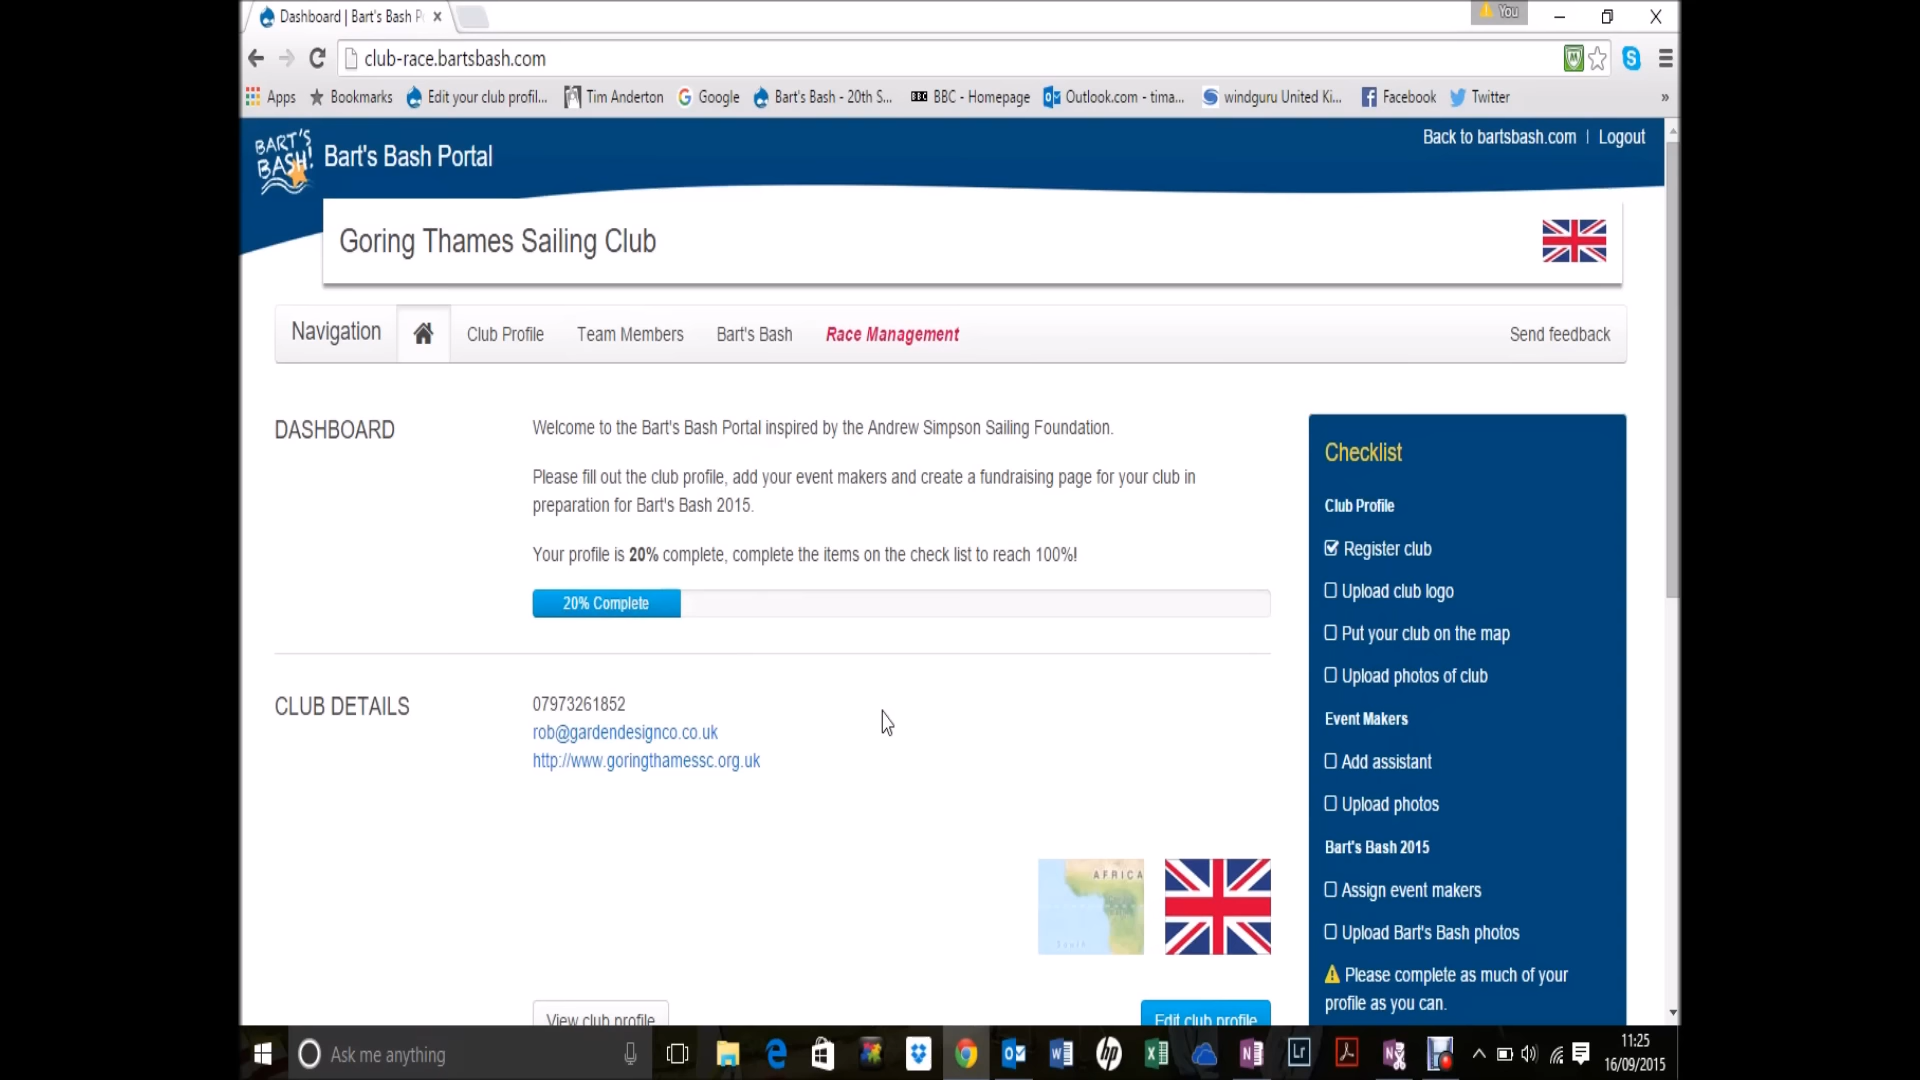 Dashboard | Bart's Bash P
You
club-race.bartsbash.com
Apps
Bookmarks
Edit your club profil...
Tim Anderton
Google
Bart's Bash - 20th S...
BBC - Homepage
Outlook.com - tima...
windguru United Ki...
Facebook
Twitter
»
BART'S BASH!
Bart's Bash Portal
Back to bartsbash.com | Logout
Goring Thames Sailing Club
Navigation
Club Profile
Team Members
Bart's Bash
Race Management
Send feedback
DASHBOARD
Welcome to the Bart's Bash Portal inspired by the Andrew Simpson Sailing Foundation.
Please fill out the club profile, add your event makers and create a fundraising page for your club in
preparation for Bart's Bash 2015.
Your profile is 20% complete, complete the items on the check list to reach 100%!
20% Complete
CLUB DETAILS
07973261852
rob@gardendesignco.co.uk
http://www.goringthamessc.org.uk
AFRICA
View club profile
Edit club profile
Checklist
Club Profile
Register club
Upload club logo
Put your club on the map
Upload photos of club
Event Makers
Add assistant
Upload photos
Bart's Bash 2015
Assign event makers
Upload Bart's Bash photos
Please complete as much of your
profile as you can.
Ask me anything
hp
Lr
11:25
16/09/2015